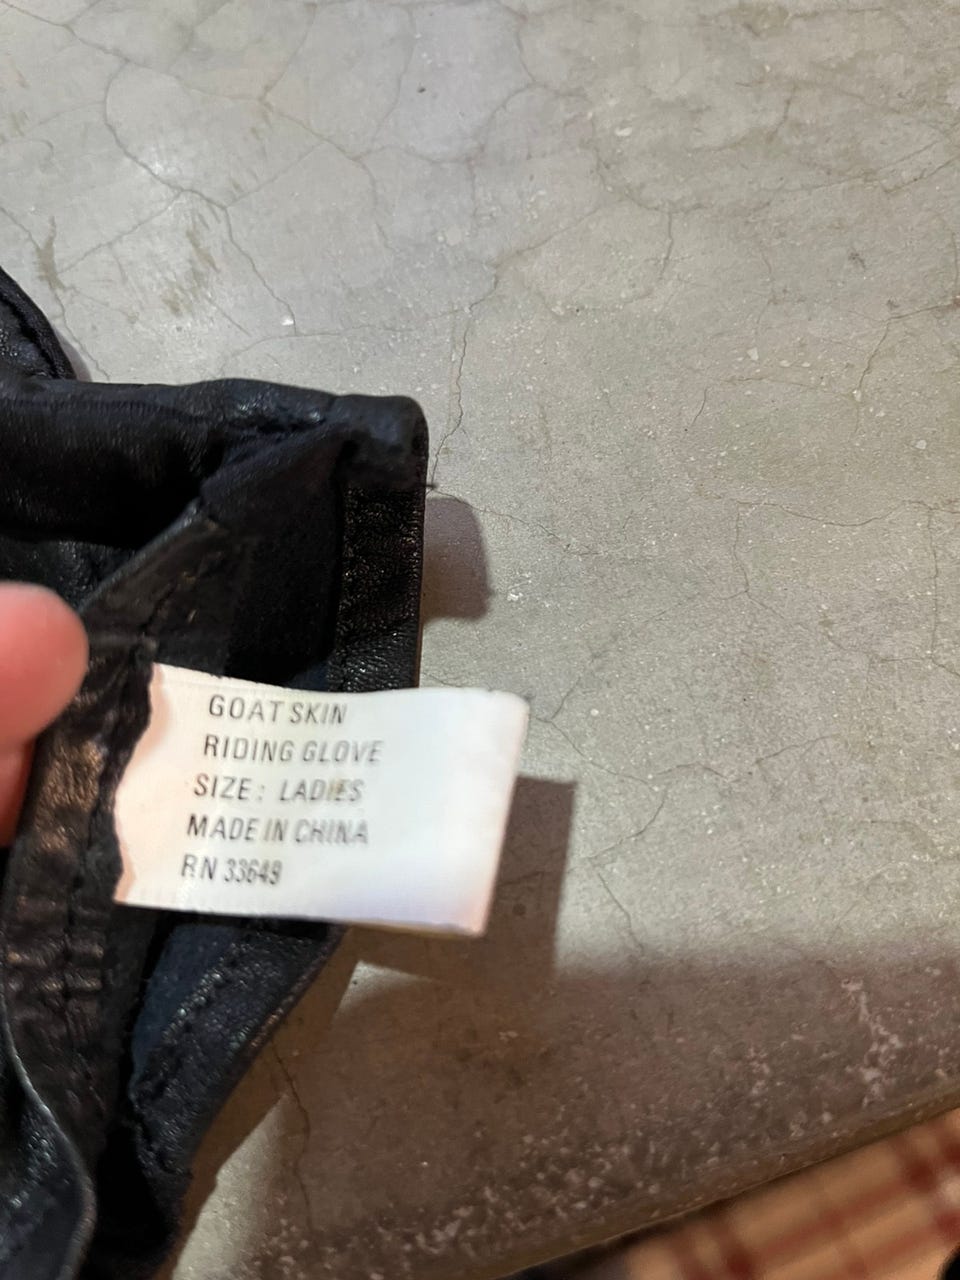 GOAT SKIN
RIDING GLOVE
SIZE: LADIES
MADE IN CHINA
RN 33649